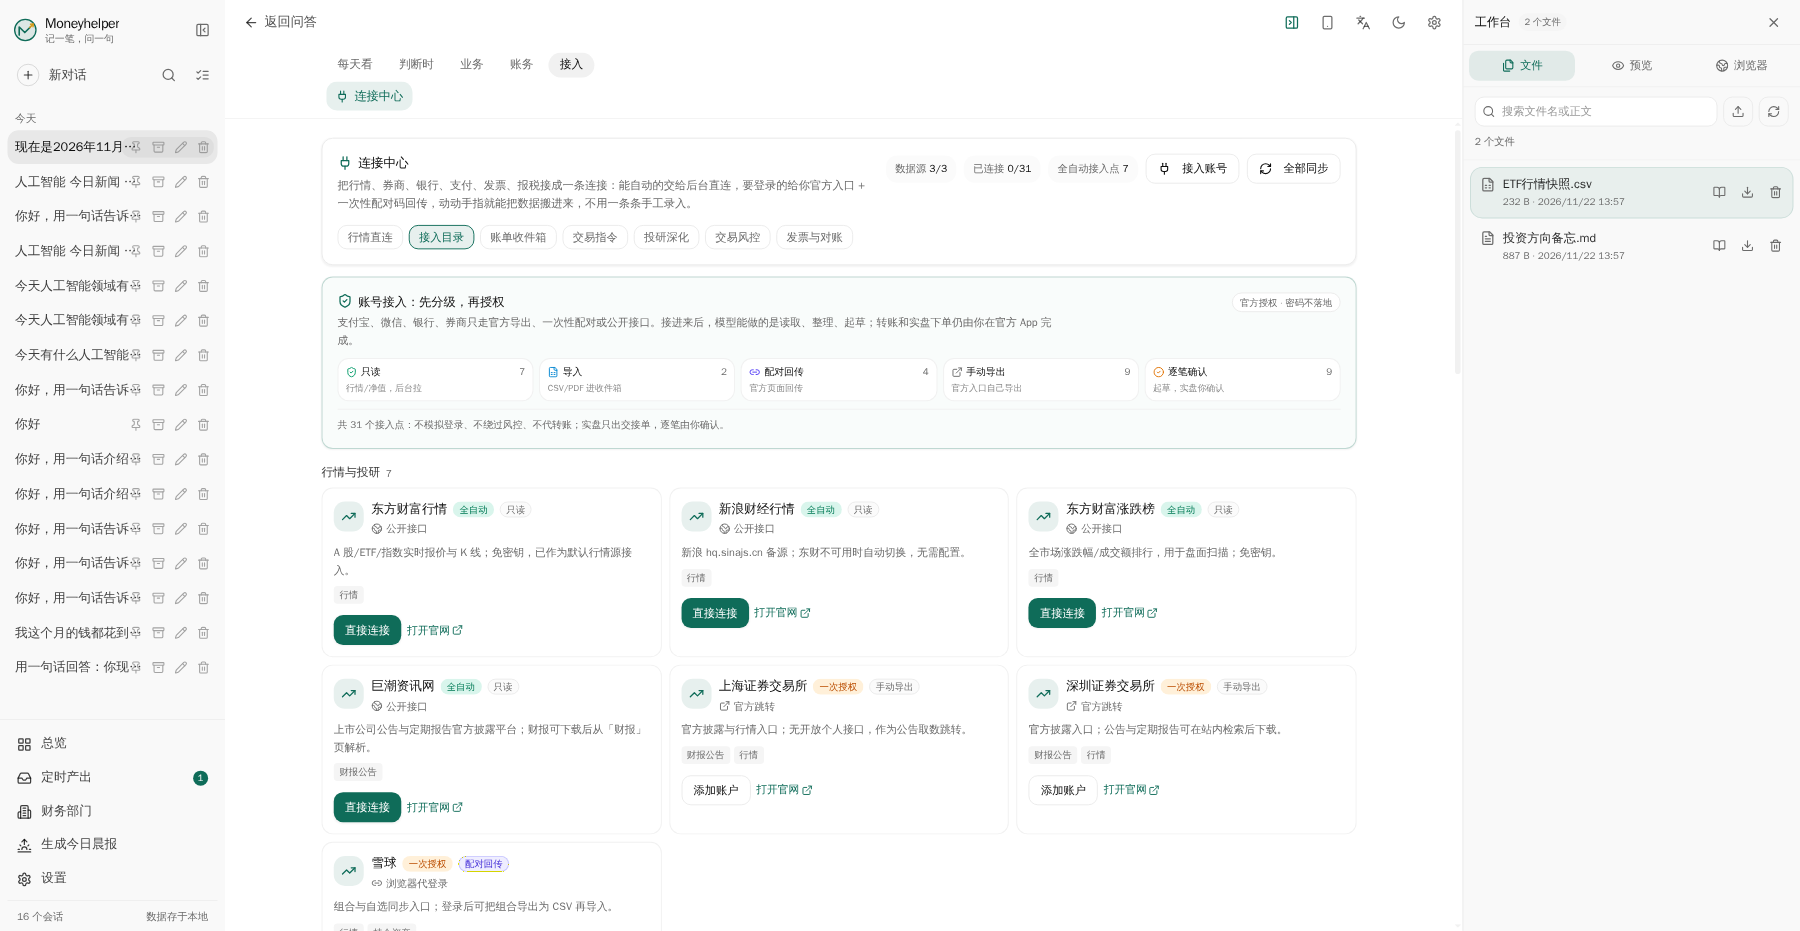 Moneyhelper
记一笔，问一句
新对话
今天
现在是2026年11月…
人工智能 今日新闻 …
你好，用一句话告诉…
人工智能 今日新闻 …
今天人工智能领域有…
今天人工智能领域有…
今天有什么人工智能…
你好，用一句话告诉…
你好
你好，用一句话介绍…
你好，用一句话介绍…
你好，用一句话告诉…
你好，用一句话告诉…
你好，用一句话告诉…
我这个月的钱都花到…
用一句话回答：你现…
总览
定时产出 1
财务部门
生成今日晨报
设置
16 个会话 数据存于本地
返回问答
每天看 判断时 业务 账务 接入
连接中心
连接中心
数据源 3/3 已连接 0/31 全自动接入点 7 接入账号 全部同步
把行情、券商、银行、支付、发票、报税接成一条连接：能自动的交给后台直连，要登录的给你官方入口 +
一次性配对码回传，动动手指就能把数据搬进来，不用一条条手工录入。
行情直连 接入目录 账单收件箱 交易指令 投研深化 交易风控 发票与对账
账号接入：先分级，再授权 官方授权 · 密码不落地
支付宝、微信、银行、券商只走官方导出、一次性配对或公开接口。接进来后，模型能做的是读取、整理、起草；转账和实盘下单仍由你在官方 App 完
成。
只读 7 导入 2 配对回传 4 手动导出 9 逐笔确认 9
行情/净值，后台拉 CSV/PDF 进收件箱 官方页面回传 官方入口自己导出 起草，实盘你确认
共 31 个接入点：不模拟登录、不绕过风控、不代转账；实盘只出交接单，逐笔由你确认。
行情与投研 7
东方财富行情 全自动 只读
公开接口
A 股/ETF/指数实时报价与 K 线；免密钥，已作为默认行情源接
入。
行情
直接连接 打开官网
新浪财经行情 全自动 只读
公开接口
新浪 hq.sinajs.cn 备源；东财不可用时自动切换，无需配置。
行情
直接连接 打开官网
东方财富涨跌榜 全自动 只读
公开接口
全市场涨跌幅/成交额排行，用于盘面扫描；免密钥。
行情
直接连接 打开官网
巨潮资讯网 全自动 只读
公开接口
上市公司公告与定期报告官方披露平台；财报可下载后从「财报」
页解析。
财报公告
直接连接 打开官网
上海证券交易所 一次授权 手动导出
官方跳转
官方披露与行情入口；无开放个人接口，作为公告取数跳转。
财报公告 行情
添加账户 打开官网
深圳证券交易所 一次授权 手动导出
官方跳转
官方披露入口；公告与定期报告可在站内检索后下载。
财报公告 行情
添加账户 打开官网
雪球 一次授权 配对回传
浏览器代登录
组合与自选同步入口；登录后可把组合导出为 CSV 再导入。
工作台 2 个文件
文件 预览 浏览器
搜索文件名或正文
2 个文件
ETF行情快照.csv
232 B · 2026/11/22 13:57
投资方向备忘.md
887 B · 2026/11/22 13:57